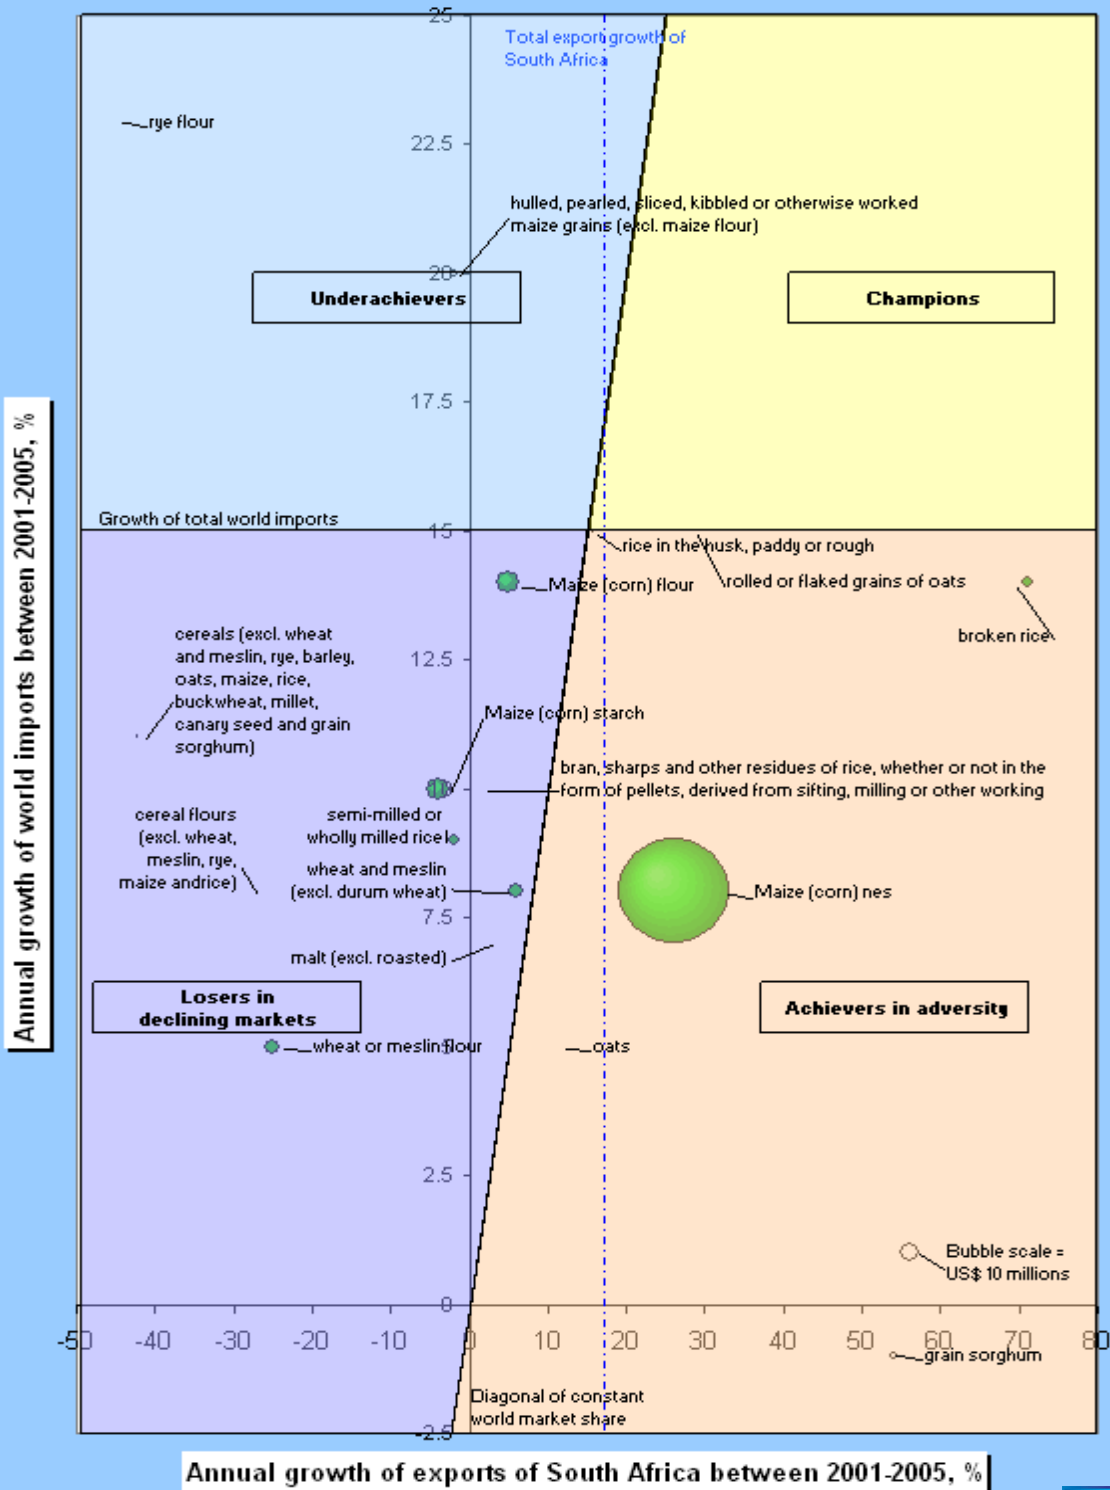 25
Total export growth of
South Africa
rye flour
22.5
hulled, pearled, sliced, kibbled or otherwise worked
maize grains (excl. maize flour)
20
Underachievers
Champions
17.5
Annual growth of world imports between 2001-2005, %
Growth of total world imports
15
rice in the husk, paddy or rough
Maize (corn) flour
rolled or flaked grains of oats
broken rice
cereals (excl. wheat
and meslin, rye, barley,
oats, maize, rice,
buckwheat, millet,
canary seed and grain
sorghum)
12.5
Maize (corn) starch
bran, sharps and other residues of rice, whether or not in the
form of pellets, derived from sifting, milling or other working
cereal flours
(excl. wheat,
meslin, rye,
maize andrice)
semi-milled or
wholly milled rice
wheat and meslin
(excl. durum wheat)
Maize (corn) nes
7.5
malt (excl. roasted)
Losers in
declining markets
Achievers in adversity
wheat or meslin flour
5
oats
2.5
Bubble scale =
US$ 10 millions
0
-50 -40 -30 -20 -10 0 10 20 30 40 50 60 70 80
grain sorghum
Diagonal of constant
world market share
-2.5
Annual growth of exports of South Africa between 2001-2005, %